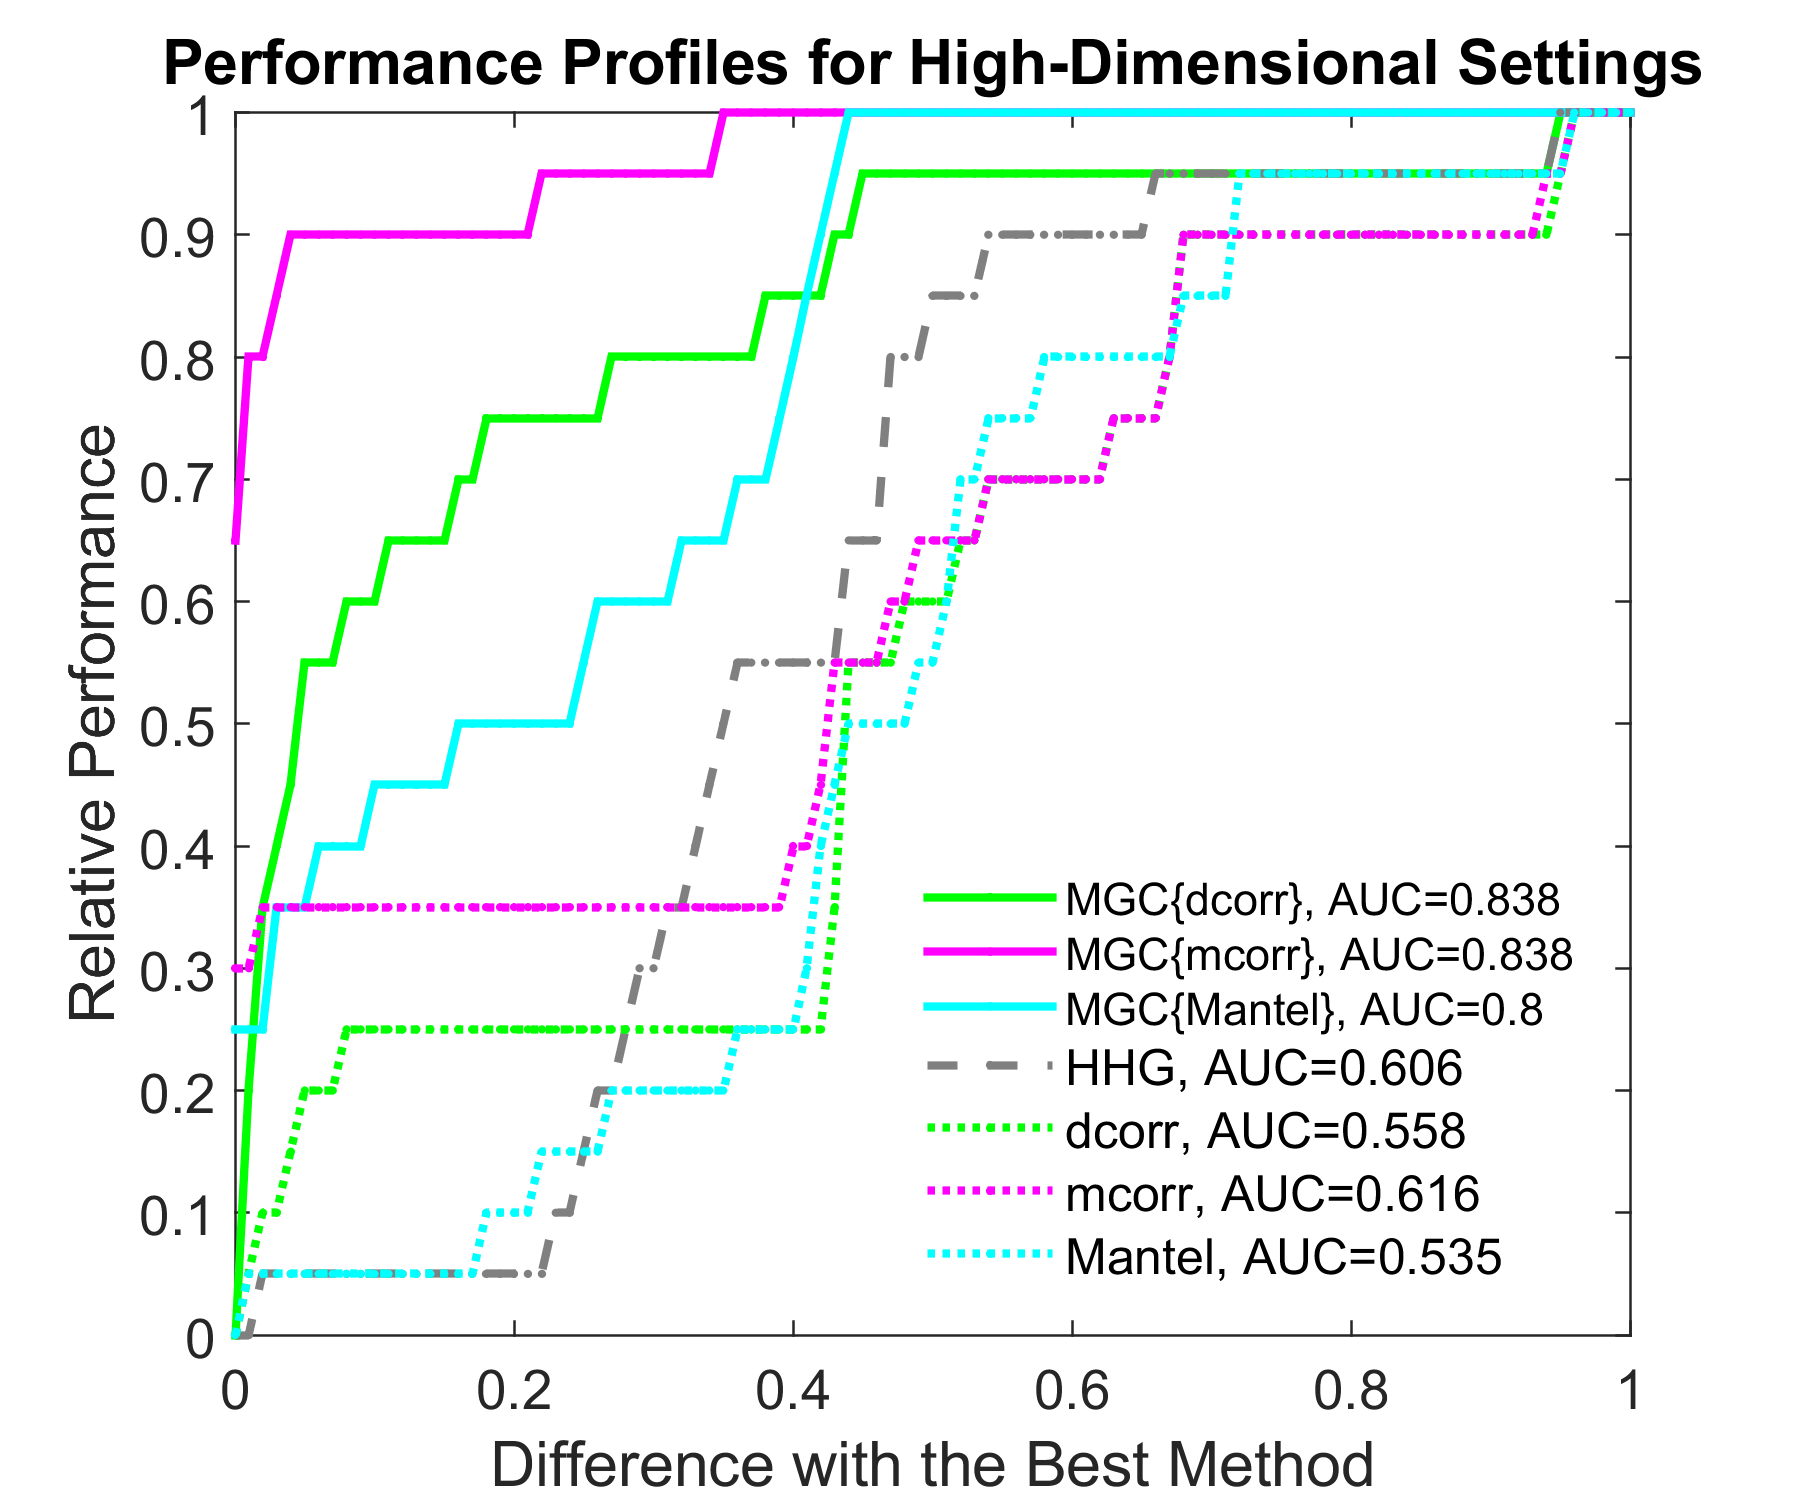 Performance Profiles for High-Dimensional Settings
1
0.9
0.8
0.7
0.6
0.5
0.4
0.3
0.2
0.1
0
Relative Performance
MGC{dcorr}, AUC=0.838
MGC{mcorr}, AUC=0.838
MGC{Mantel}, AUC=0.8
HHG, AUC=0.606
dcorr, AUC=0.558
mcorr, AUC=0.616
Mantel, AUC=0.535
0 0.2 0.4 0.6 0.8 1
Difference with the Best Method